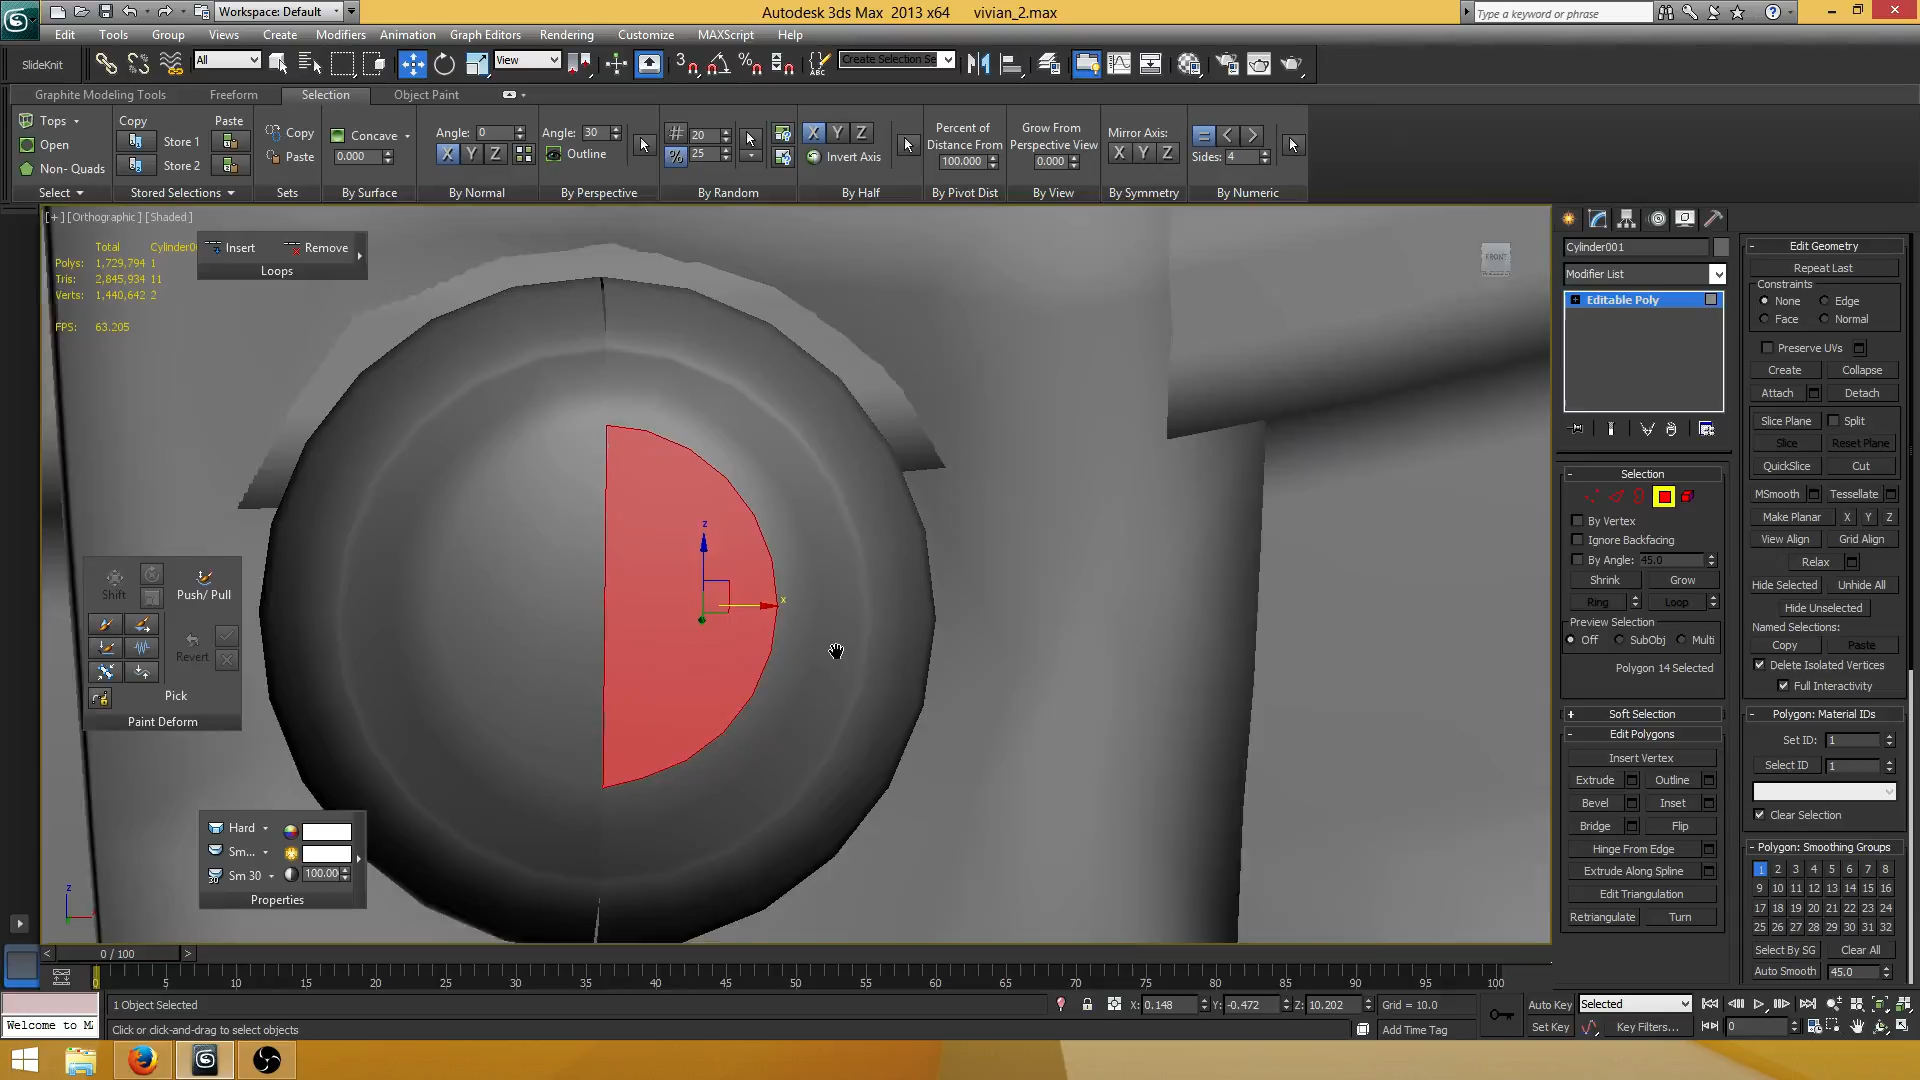 Workspace: Default
Autodesk 3ds Max 2013 x64 vivian_2.max
Type a keyword or phrase
Edit Tools Group Views Create Modifiers Animation Graph Editors Rendering Customize MAXScript Help
SlideKnit
All
View
Create Selection Se
Graphite Modeling Tools Freeform Selection Object Paint
Tops
Open
Non- Quads
Select
Copy Paste
Store 1
Store 2
Stored Selections
Copy
Paste
Sets
Concave
0.000
By Surface
Angle: 0
X Y Z
By Normal
Angle: 30
Outline
By Perspective
# 20
% 25
By Random
X Y Z
Invert Axis
By Half
Percent of
Distance From
100.000
By Pivot Dist
Grow From
Perspective View
0.000
By View
Mirror Axis:
X Y Z
By Symmetry
Sides: 4
By Numeric
[ + ] [ Orthographic ] [ Shaded ]
Total Cylinder0
Polys: 1,729,794 1
Tris: 2,845,934 11
Verts: 1,440,642 2
FPS: 63.205
Insert Remove
Loops
FRONT
z
x
Shift
Push/ Pull
Revert
Pick
Paint Deform
Hard
Sm...
Sm 30
100.00
Properties
z
Cylinder001
Modifier List
Editable Poly
Selection
By Vertex
Ignore Backfacing
By Angle: 45.0
Shrink Grow
Ring Loop
Preview Selection
Off SubObj Multi
Polygon 14 Selected
Soft Selection
Edit Polygons
Insert Vertex
Extrude Outline
Bevel Inset
Bridge Flip
Hinge From Edge
Extrude Along Spline
Edit Triangulation
Retriangulate Turn
Edit Geometry
Repeat Last
Constraints
None Edge
Face Normal
Preserve UVs
Create Collapse
Attach Detach
Slice Plane Split
Slice Reset Plane
QuickSlice Cut
MSmooth Tessellate
Make Planar X Y Z
View Align Grid Align
Relax
Hide Selected Unhide All
Hide Unselected
Named Selections:
Copy Paste
Delete Isolated Vertices
Full Interactivity
Polygon: Material IDs
Set ID: 1
Select ID 1
Clear Selection
Polygon: Smoothing Groups
1 2 3 4 5 6 7 8
9 10 11 12 13 14 15 16
17 18 19 20 21 22 23 24
25 26 27 28 29 30 31 32
Select By SG Clear All
Auto Smooth 45.0
< 0 / 100 >
5 10 15 20 25 30 35 40 45 50 55 60 65 70 75 80 85 90 95 100
1 Object Selected
X: 0.148 Y: -0.472 Z: 10.202 Grid = 10.0
Auto Key Selected
Welcome to M
Click or click-and-drag to select objects
Add Time Tag
Set Key Key Filters...
0